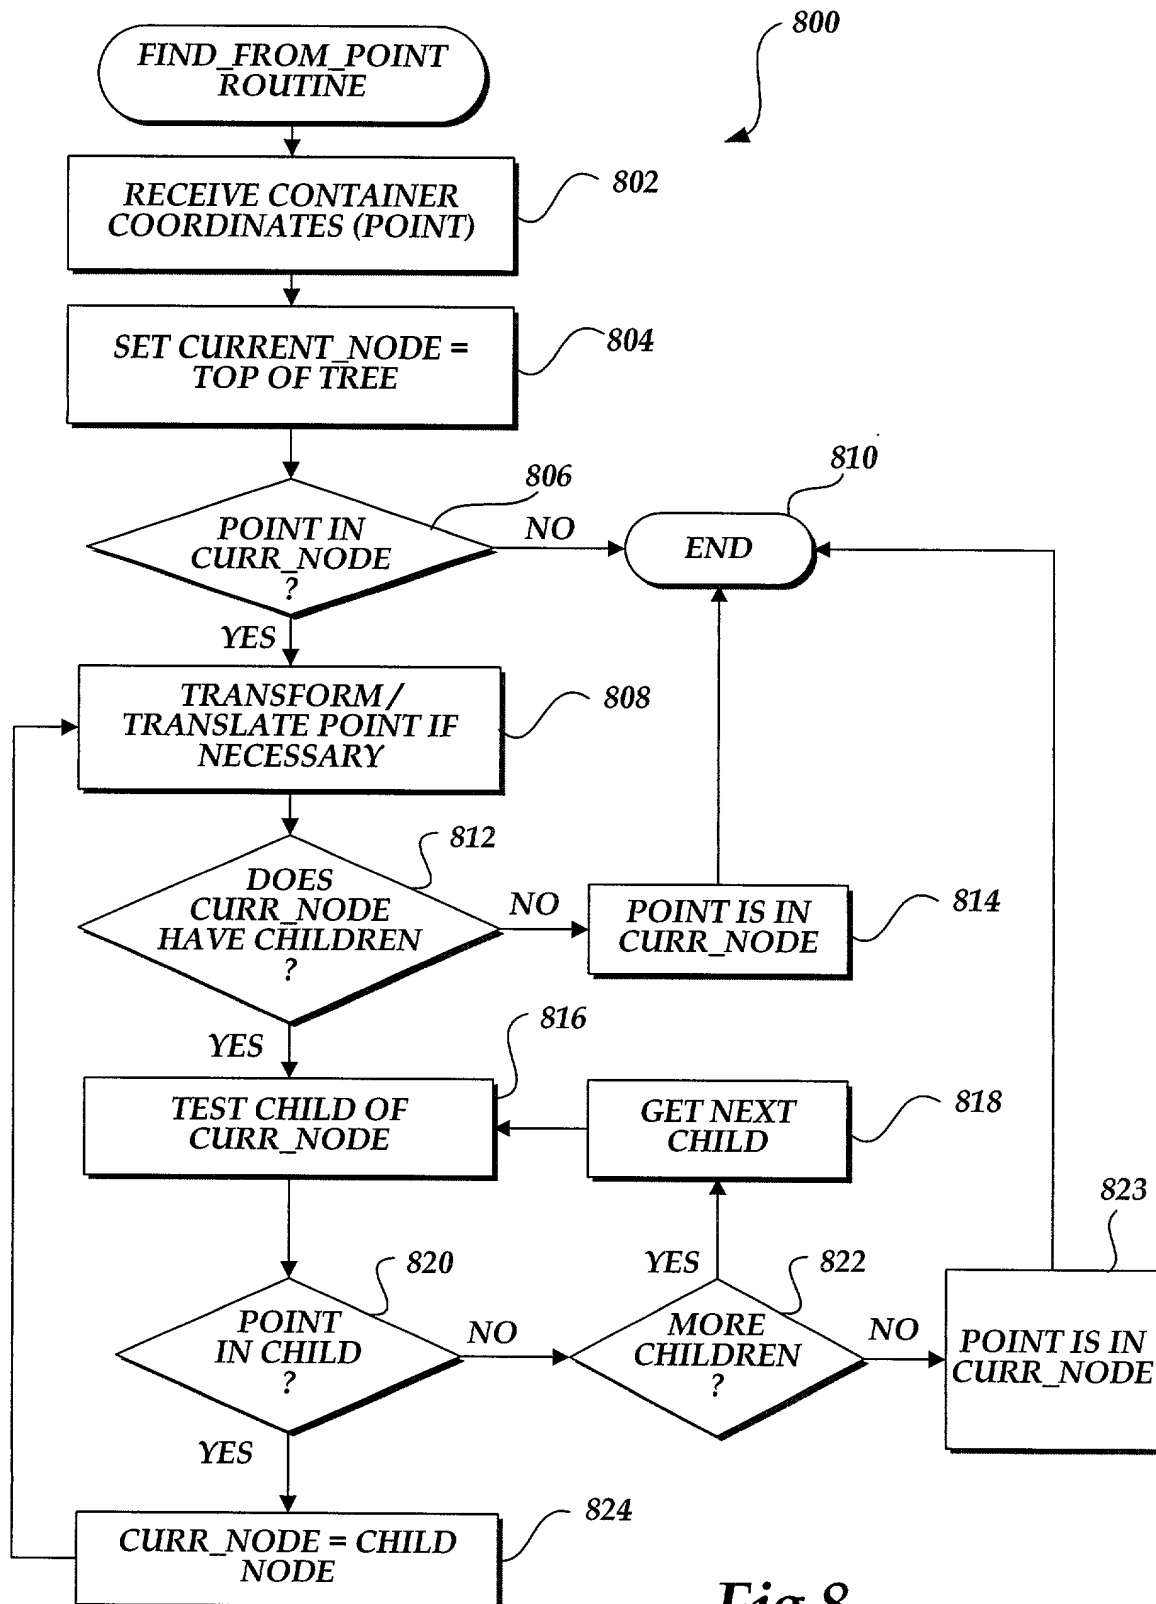 800
FIND_FROM_POINT
ROUTINE
RECEIVE CONTAINER
COORDINATES (POINT)
802
SET CURRENT_NODE =
TOP OF TREE
804
POINT IN
CURR_NODE
?
806
NO
END
810
YES
TRANSFORM /
TRANSLATE POINT IF
NECESSARY
808
DOES
CURR_NODE
HAVE CHILDREN
?
812
NO
POINT IS IN
CURR_NODE
814
YES
TEST CHILD OF
CURR_NODE
816
GET NEXT
CHILD
818
POINT
IN CHILD
?
820
NO
YES
MORE
CHILDREN
?
822
NO
POINT IS IN
CURR_NODE
823
YES
CURR_NODE = CHILD
NODE
824
Fig.8